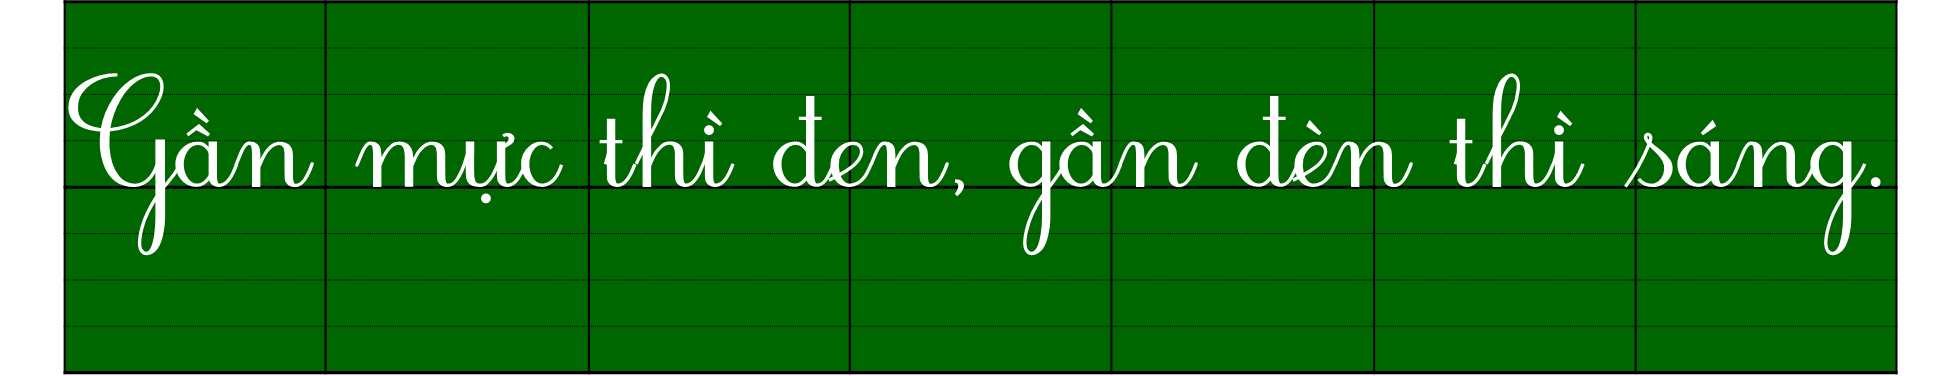 Gần mực thì đen, gần đèn thì sáng.